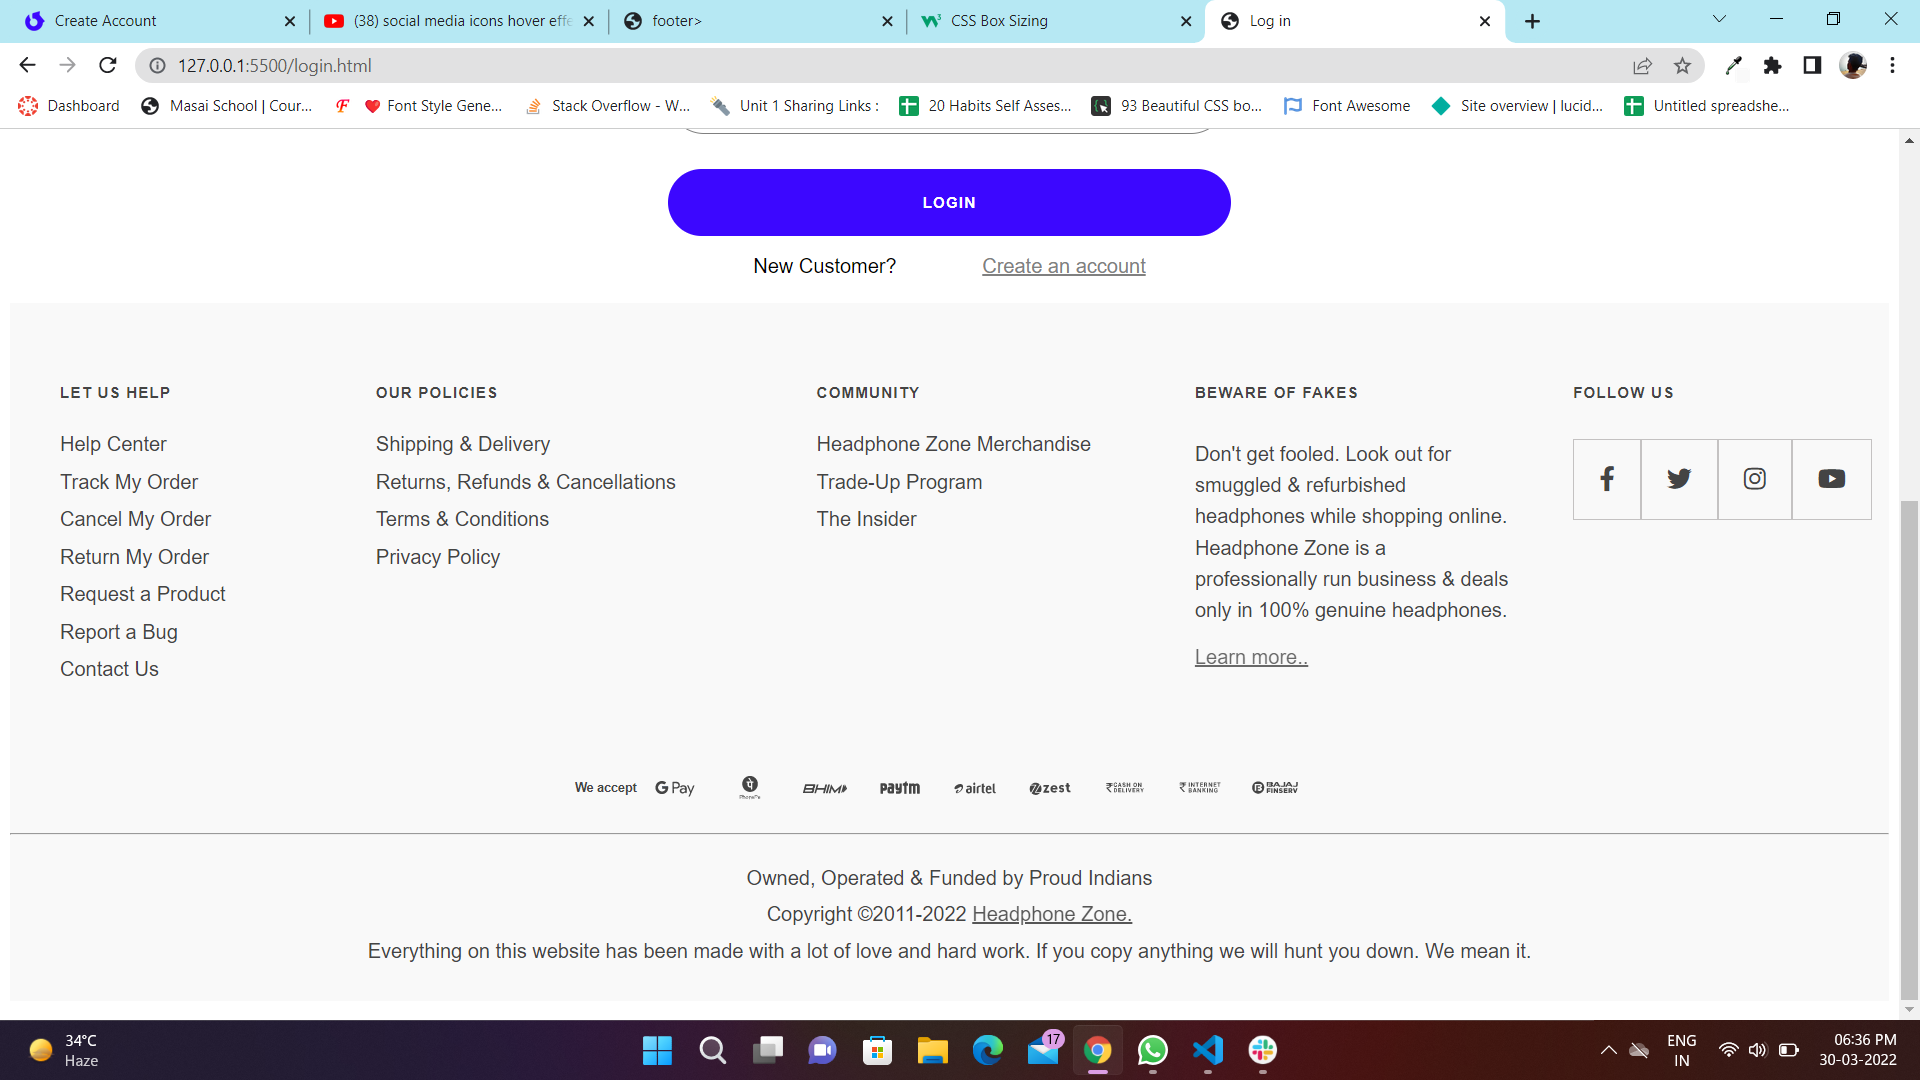 Create Account
(38) social media icons hover effe
footer>
CSS Box Sizing
Log in
127.0.0.1:5500/login.html
Dashboard
Masai School | Cour...
Font Style Gene...
Stack Overflow - W...
Unit 1 Sharing Links :
20 Habits Self Asses...
93 Beautiful CSS bo...
Font Awesome
Site overview | lucid...
Untitled spreadshe...
LOGIN
New Customer?
Create an account
LET US HELP
Help Center
Track My Order
Cancel My Order
Return My Order
Request a Product
Report a Bug
Contact Us
OUR POLICIES
Shipping & Delivery
Returns, Refunds & Cancellations
Terms & Conditions
Privacy Policy
COMMUNITY
Headphone Zone Merchandise
Trade-Up Program
The Insider
BEWARE OF FAKES
Don't get fooled. Look out for
smuggled & refurbished
headphones while shopping online.
Headphone Zone is a
professionally run business & deals
only in 100% genuine headphones.
Learn more..
FOLLOW US
We accept
G Pay
PhonePe
BHIM
paytm
airtel
zest
₹CASH ON
DELIVERY
₹INTERNET
BANKING
BAJAJ
FINSERV
Owned, Operated & Funded by Proud Indians
Copyright ©2011-2022 Headphone Zone.
Everything on this website has been made with a lot of love and hard work. If you copy anything we will hunt you down. We mean it.
34°C
Haze
17
ENG
IN
06:36 PM
30-03-2022